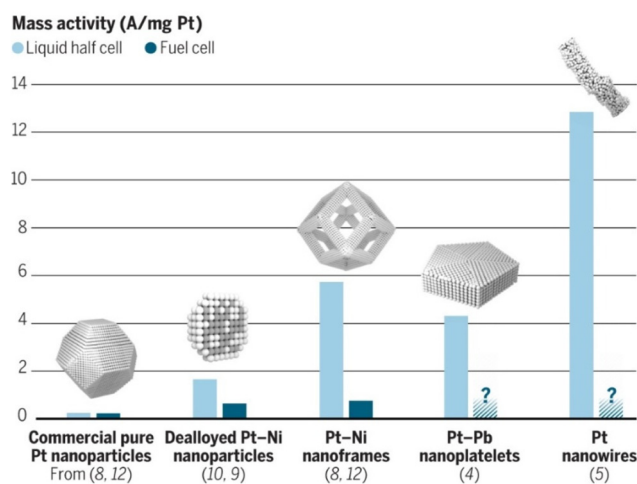 Mass activity (A/mg Pt)
Liquid half cell Fuel cell
14
12
10
8
6
4
2
0
? ?
Commercial pure Dealloyed Pt–Ni Pt–Ni Pt–Pb Pt
Pt nanoparticles nanoparticles nanoframes nanoplatelets nanowires
From (8, 12) (10, 9) (8, 12) (4) (5)